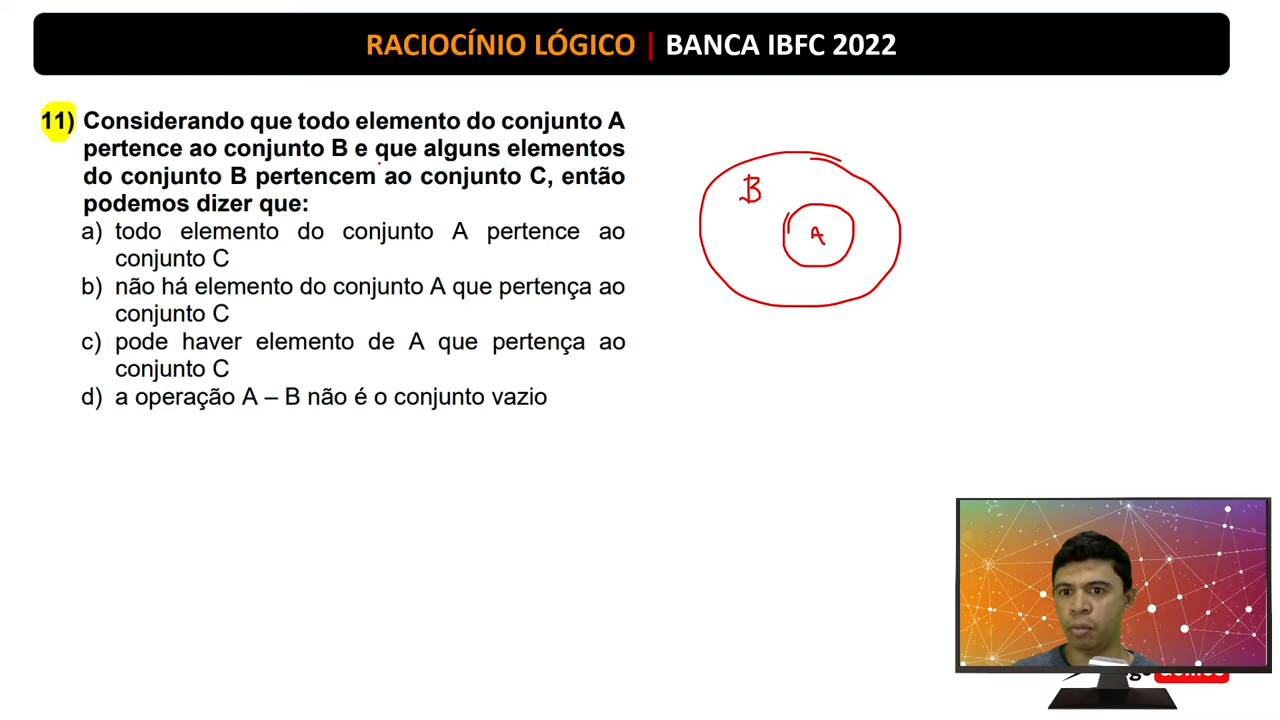 RACIOCÍNIO LÓGICO | BANCA IBFC 2022
11) Considerando que todo elemento do conjunto A
pertence ao conjunto B e que alguns elementos
do conjunto B pertencem ao conjunto C, então
podemos dizer que:
a) todo elemento do conjunto A pertence ao
conjunto C
b) não há elemento do conjunto A que pertença ao
conjunto C
c) pode haver elemento de A que pertença ao
conjunto C
d) a operação A – B não é o conjunto vazio
B
A